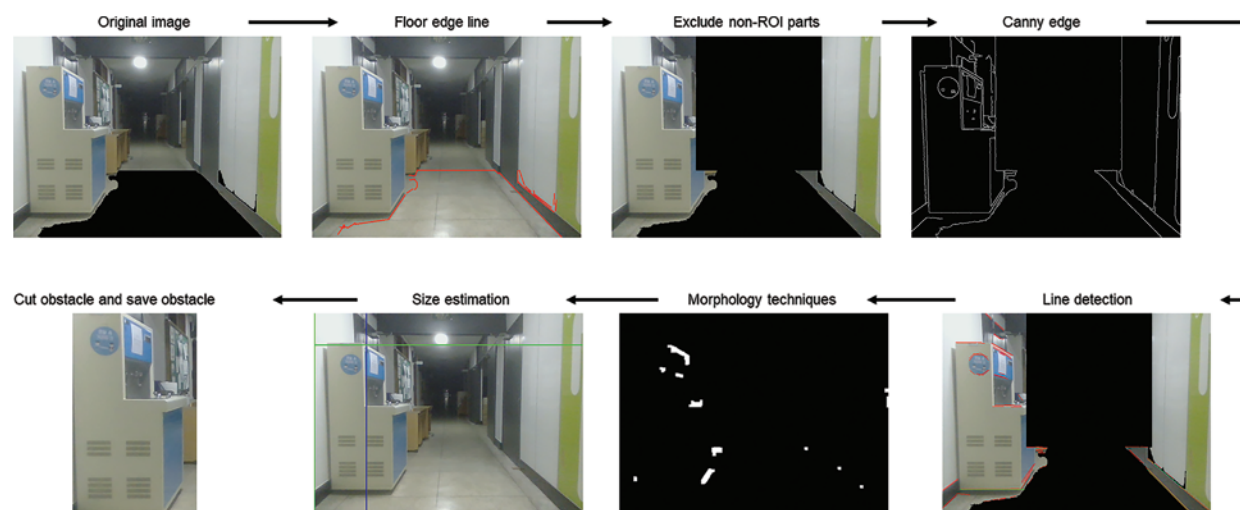 Original image
Floor edge line
Exclude non-ROI parts
Canny edge
Cut obstacle and save obstacle
Size estimation
Morphology techniques
Line detection